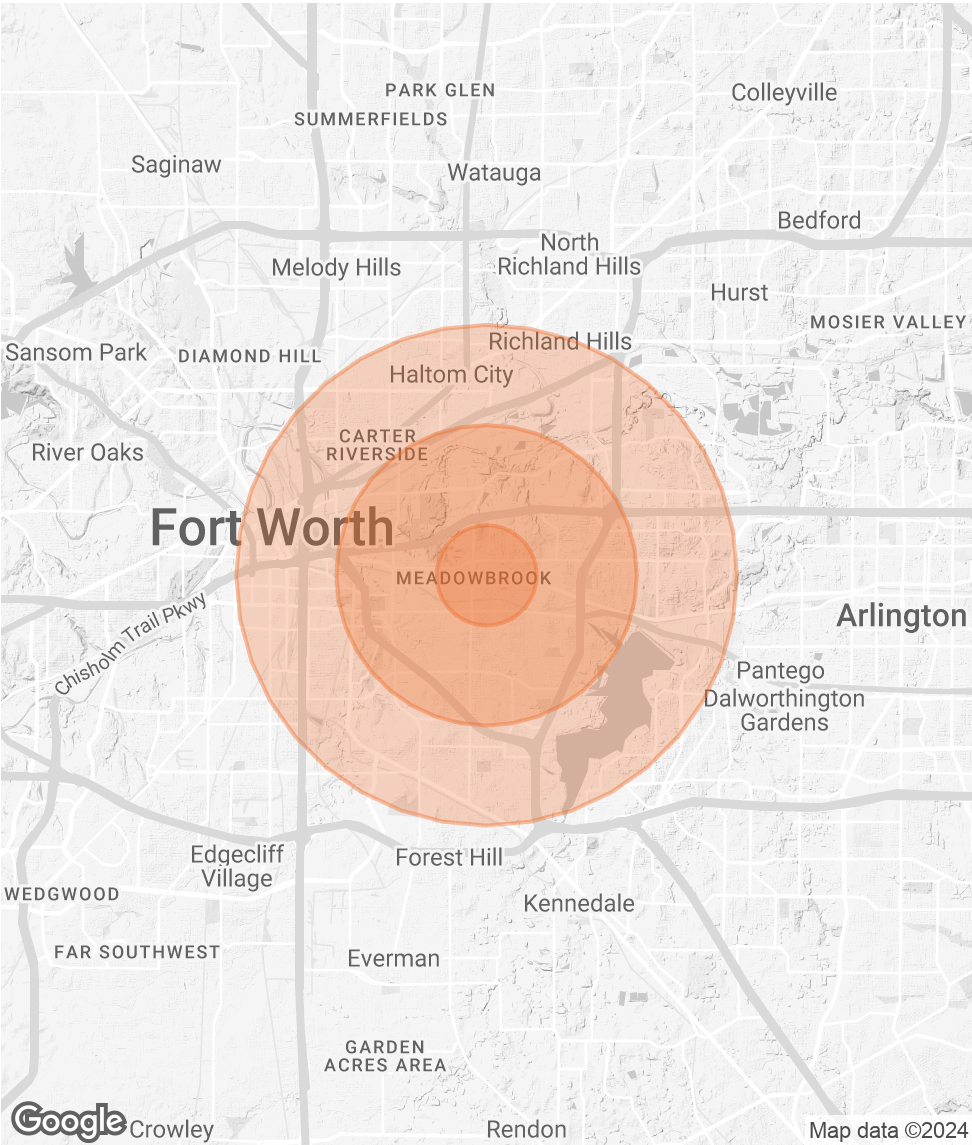 PARK GLEN
Colleyville
SUMMERFIELDS
Saginaw
Watauga
Bedford
North
Richland Hills
Melody Hills
Hurst
MOSIER VALLEY
Richland Hills
Sansom Park
DIAMOND HILL
Haltom City
CARTER
RIVERSIDE
River Oaks
Fort Worth
MEADOWBROOK
Arlington
Chisholm Trail Pkwy
Pantego
Dalworthington
Gardens
Edgecliff
Village
Forest Hill
WEDGWOOD
Kennedale
FAR SOUTHWEST
Everman
GARDEN
ACRES AREA
Google
Crowley
Rendon
Map data ©2024